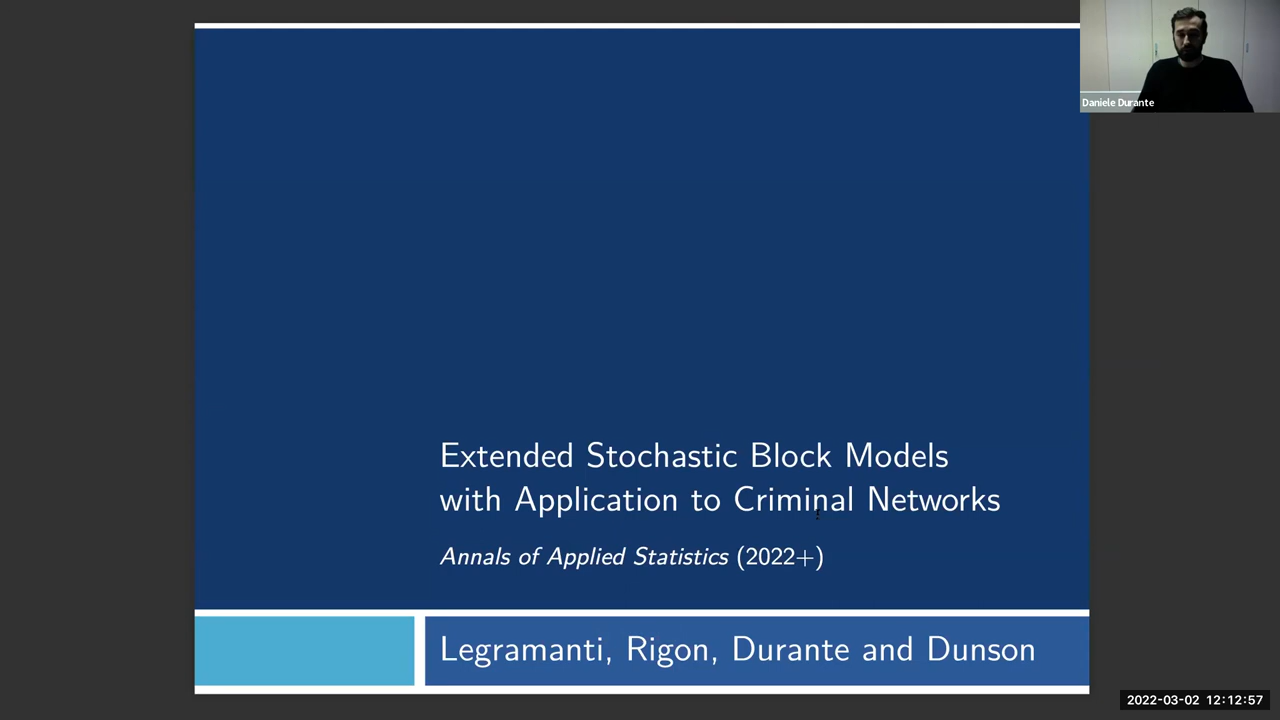 Daniele Durante
Extended Stochastic Block Models
with Application to Criminal Networks
Annals of Applied Statistics (2022+)
Legramanti, Rigon, Durante and Dunson
2022-03-02 12:12:57